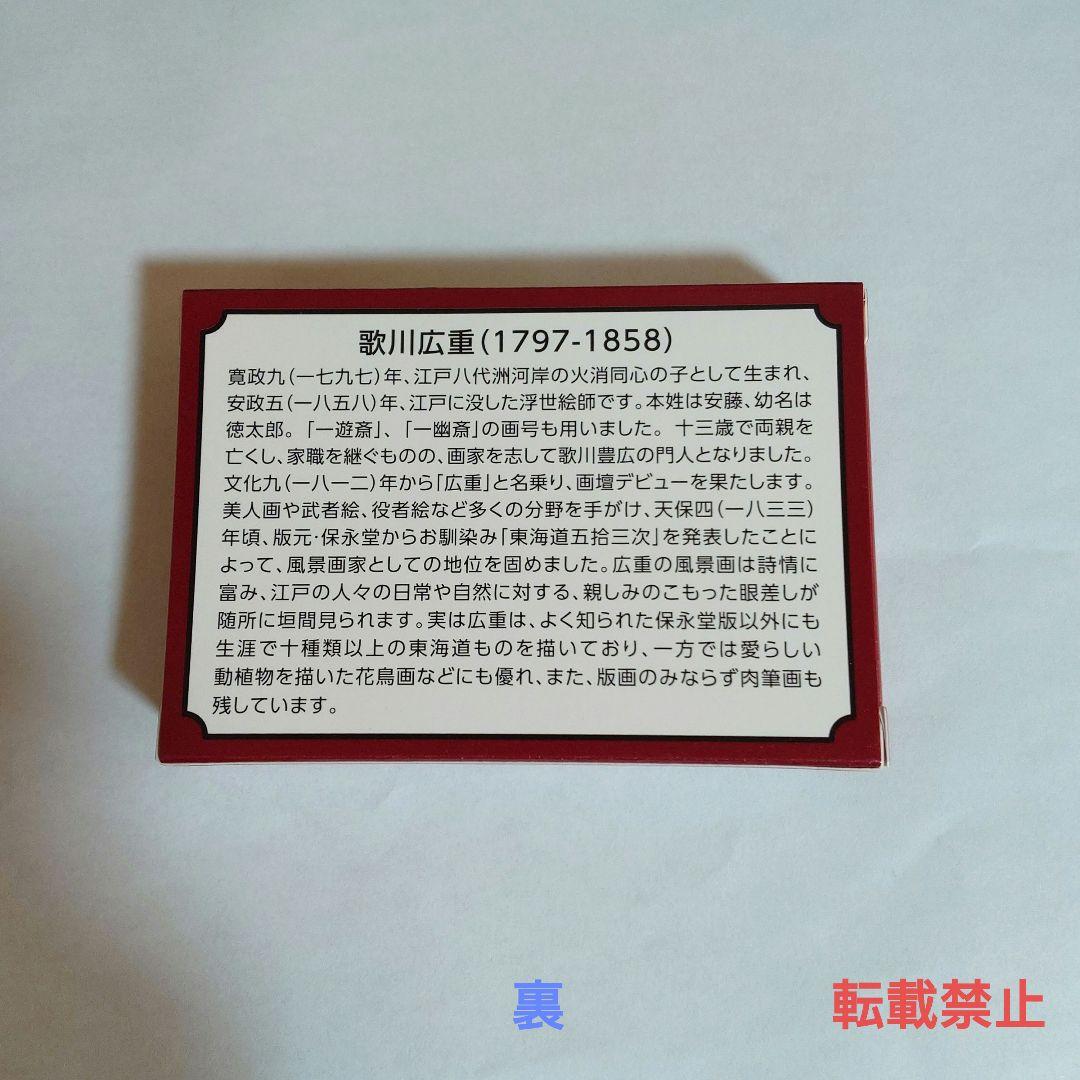 歌川広重(1797-1858)
寛政九(一七九七)年、江戸八代洲河岸の火消同心の子として生まれ、
安政五(一八五八)年、江戸に没した浮世絵師です。本姓は安藤、幼名は
徳太郎。「一遊斎」、「一幽斎」の画号も用いました。十三歳で両親を
亡くし、家職を継ぐものの、画家を志して歌川豊広の門人となりました。
文化九(一八一二)年から「広重」と名乗り、画壇デビューを果たします。
美人画や武者絵、役者絵など多くの分野を手がけ、天保四(一八三三)
年頃、版元・保永堂からお馴染み「東海道五拾三次」を発表したことに
よって、風景画家としての地位を固めました。広重の風景画は詩情に
富み、江戸の人々の日常や自然に対する、親しみのこもった眼差しが
随所に垣間見られます。実は広重は、よく知られた保永堂版以外にも
生涯で十種類以上の東海道ものを描いており、一方では愛らしい
動植物を描いた花鳥画などにも優れ、また、版画のみならず肉筆画も
残しています。
裏
転載禁止